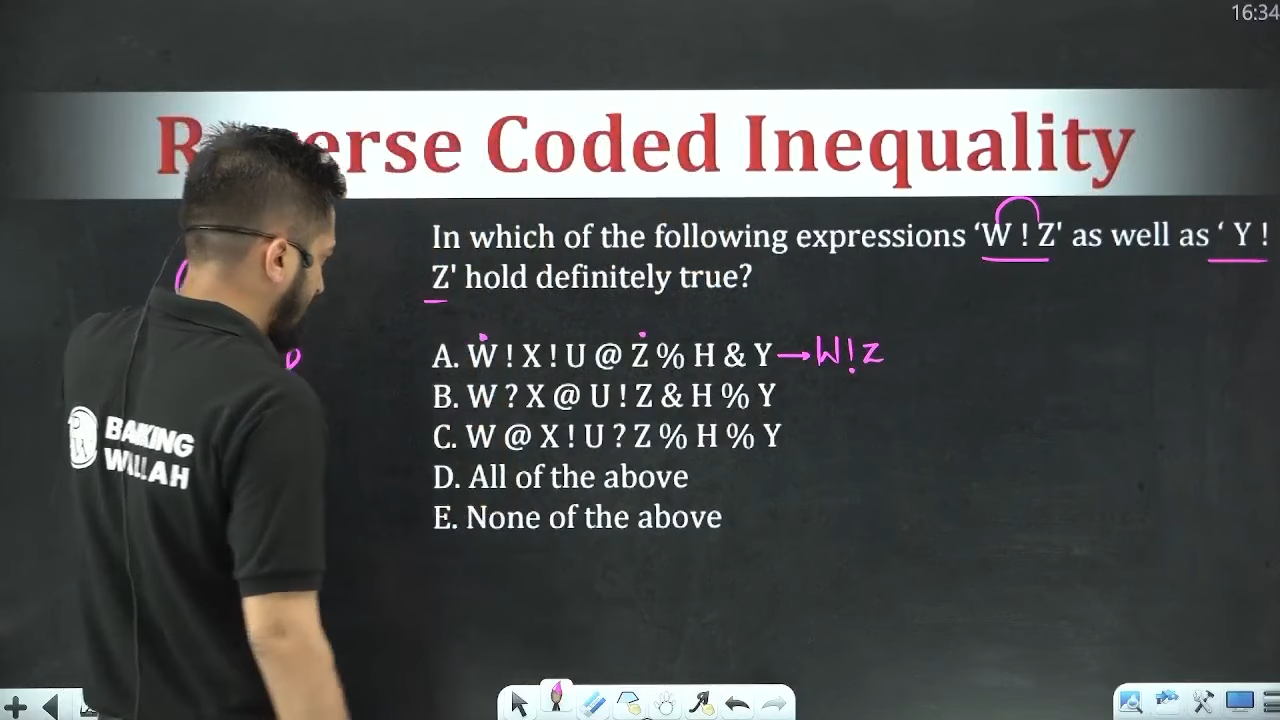 16:34
Reverse Coded Inequality
In which of the following expressions ‘W ! Z' as well as ‘ Y !
Z' hold definitely true?
A. W ! X ! U @ Z % H & Y → W!Z
B. W ? X @ U ! Z & H % Y
C. W @ X ! U ? Z % H % Y
D. All of the above
E. None of the above
BANKING
WALLAH